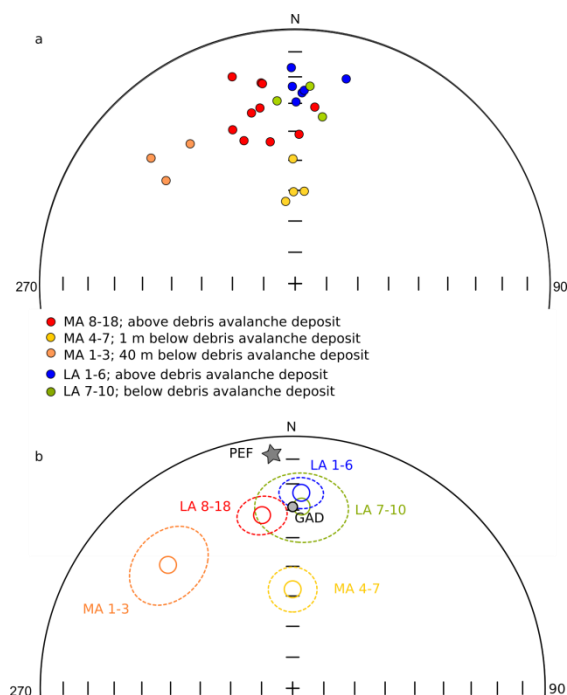 N
a
270
90
MA 8-18; above debris avalanche deposit
MA 4-7; 1 m below debris avalanche deposit
MA 1-3; 40 m below debris avalanche deposit
LA 1-6; above debris avalanche deposit
LA 7-10; below debris avalanche deposit
N
b
PEF
LA 1-6
LA 8-18
LA 7-10
GAD
MA 1-3
MA 4-7
270
90